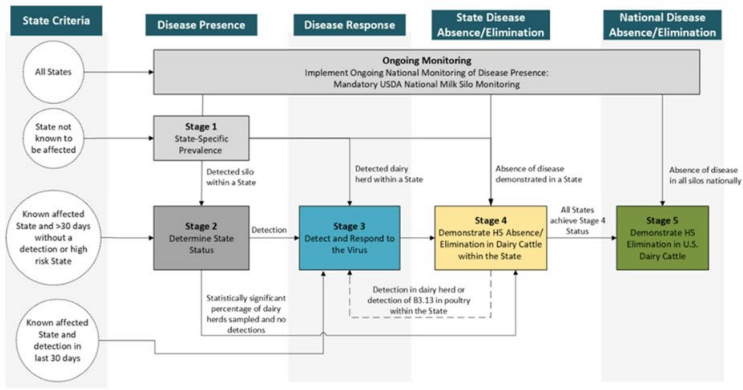 State Criteria
Disease Presence
Disease Response
State Disease
Absence/Elimination
National Disease
Absence/Elimination
All States
Ongoing Monitoring
Implement Ongoing National Monitoring of Disease Presence:
Mandatory USDA National Milk Silo Monitoring
State not
known to
be affected
Stage 1
State-Specific
Prevalence
Detected silo
within a State
Detected dairy
herd within a State
Absence of disease
demonstrated in a State
Absence of disease
in all silos nationally
Known affected
State and >30 days
without a
detection or high
risk State
Stage 2
Determine State
Status
Detection
Stage 3
Detect and Respond to
the Virus
Stage 4
Demonstrate H5 Absence/
Elimination in Dairy Cattle
within the State
All States
achieve Stage 4
Status
Stage 5
Demonstrate H5
Elimination in U.S.
Dairy Cattle
Statistically significant
percentage of dairy
herds sampled and no
detections
Detection in dairy herd or
detection of B3.13 in poultry
within the State
Known affected
State and
detection in
last 30 days